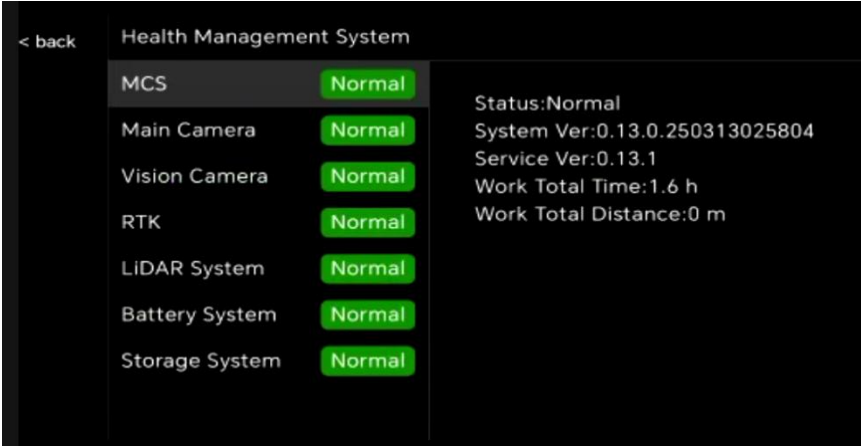 < back
Health Management System
MCS Normal
Main Camera Normal
Vision Camera Normal
RTK Normal
LiDAR System Normal
Battery System Normal
Storage System Normal
Status:Normal
System Ver:0.13.0.250313025804
Service Ver:0.13.1
Work Total Time:1.6 h
Work Total Distance:0 m